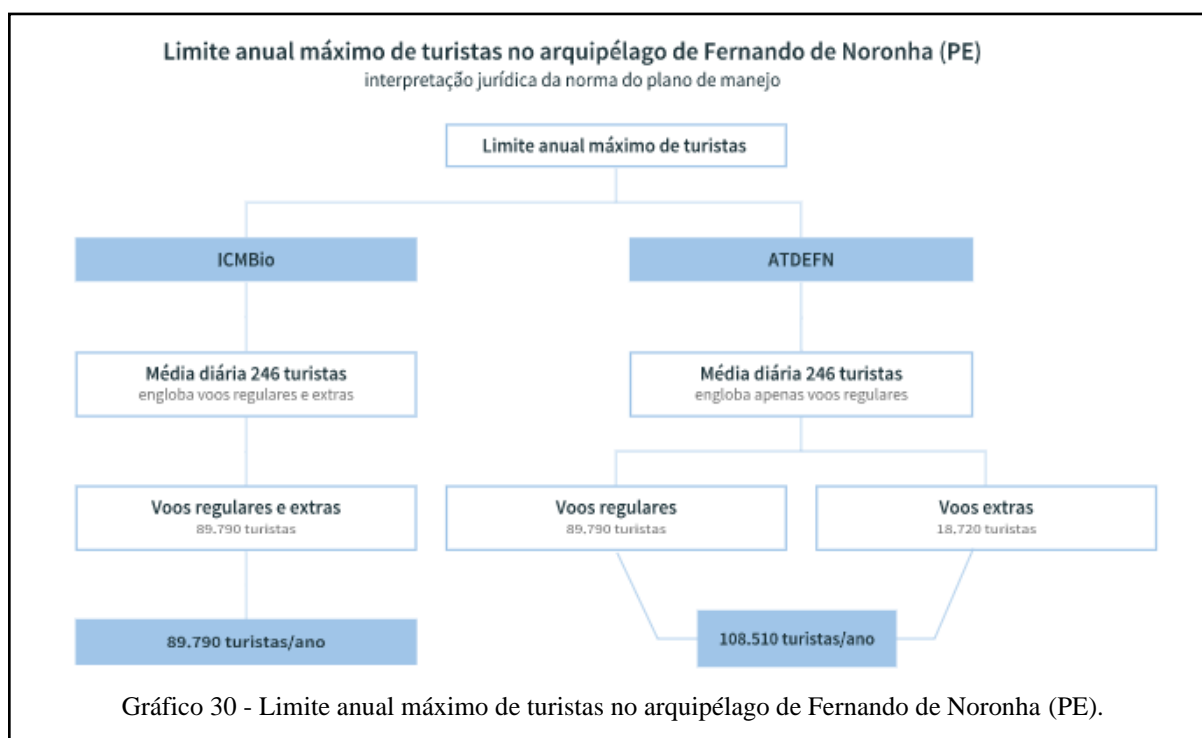 Limite anual máximo de turistas no arquipélago de Fernando de Noronha (PE)
interpretação jurídica da norma do plano de manejo
Limite anual máximo de turistas
ICMBio
ATDEFN
Média diária 246 turistas
engloba voos regulares e extras
Média diária 246 turistas
engloba apenas voos regulares
Voos regulares e extras
89.790 turistas
Voos regulares
89.790 turistas
Voos extras
18.720 turistas
89.790 turistas/ano
108.510 turistas/ano
Gráfico 30 - Limite anual máximo de turistas no arquipélago de Fernando de Noronha (PE).